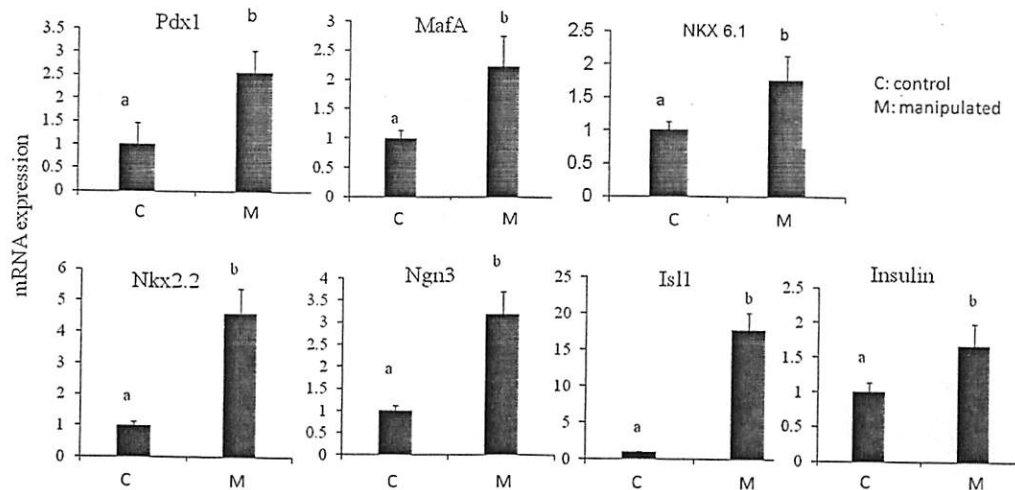 mRNA expression
Pdx1
3.5
3
2.5
2
1.5
1
0.5
0
a
b
C
M
MafA
3
2.5
2
1.5
1
0.5
0
a
b
C
M
NKX 6.1
2.5
2
1.5
1
0.5
0
a
b
C
M
C: control
M: manipulated
Nkx2.2
6
5
4
3
2
1
0
a
b
C
M
Ngn3
4
3.5
3
2.5
2
1.5
1
0.5
0
a
b
C
M
Isl1
25
20
15
10
5
0
a
b
C
M
Insulin
2.5
2
1.5
1
0.5
0
a
b
C
M